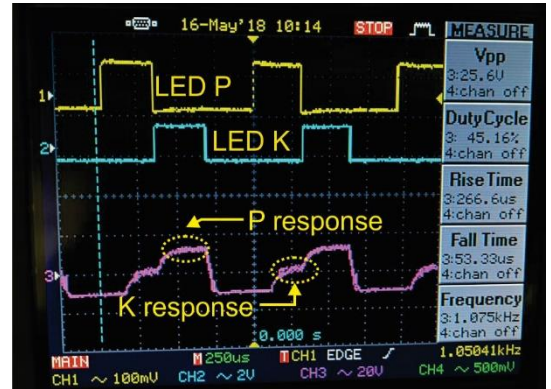 16-May'18 10:14 STOP MEASURE
Vpp
3:25.6V
4:chan off
DutyCycle
3: 45.16%
4:chan off
RiseTime
3:266.6us
4:chan off
Fall Time
3:53.33us
4:chan off
Frequency
3:1.075kHz
4:chan off
1
LED P
2
LED K
P response
3
K response
0.000 s
MAIN M 250us T CH1 EDGE 1.05041kHz
CH1 ~ 100mV CH2 ~ 2V CH3 ~ 20V CH4 ~ 500mV